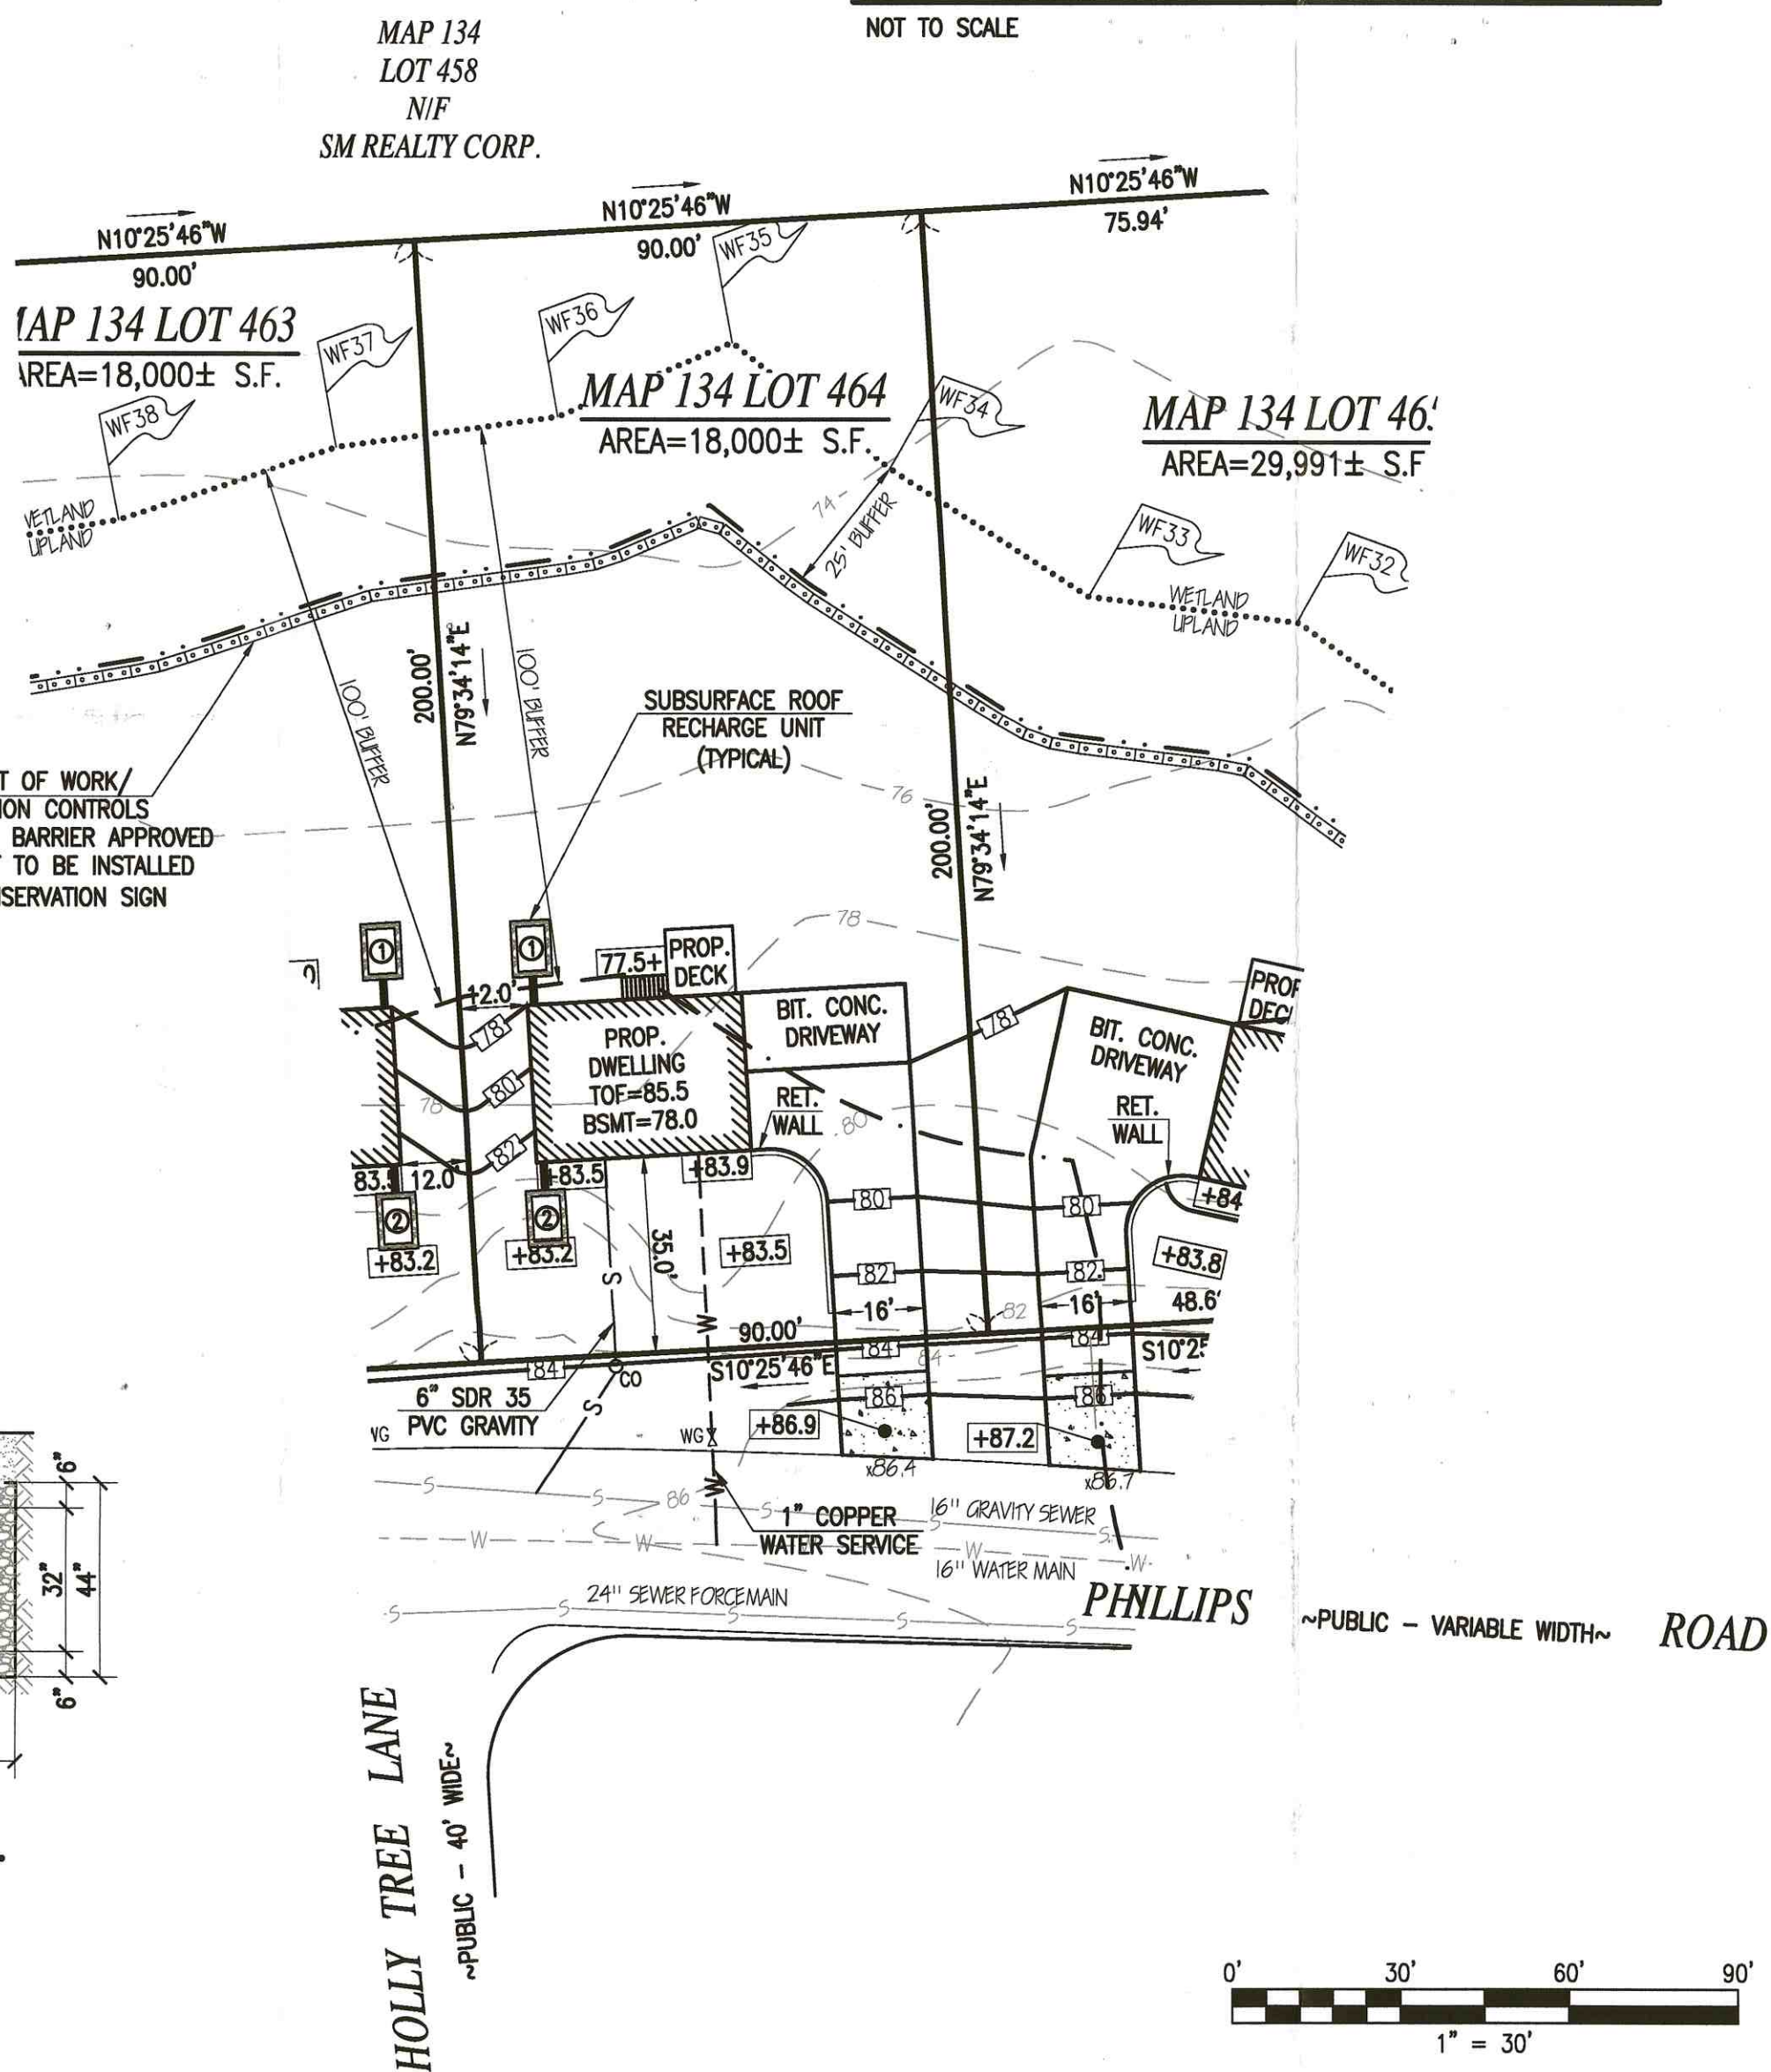 MAP 134
LOT 458
N/F
SM REALTY CORP.
NOT TO SCALE
N10°25'46"W
90.00'
N10°25'46"W
90.00'
N10°25'46"W
75.94'
AP 134 LOT 463
AREA=18,000± S.F.
MAP 134 LOT 464
AREA=18,000± S.F.
MAP 134 LOT 46
AREA=29,991± S.F
WF38
WF37
WF36
WF35
WF34
WF33
WF32
WETLAND
UPLAND
WETLAND
UPLAND
74
25' BUFFER
100' BUFFER
100' BUFFER
200.00'
N79°34'14"E
200.00'
N79°34'14"E
SUBSURFACE ROOF
RECHARGE UNIT
(TYPICAL)
76
T OF WORK/
ION CONTROLS
BARRIER APPROVED
TO BE INSTALLED
SERVATION SIGN
78
1
1
12.0'
77.5+
PROP.
DECK
PROP
DEC
BIT. CONC.
DRIVEWAY
BIT. CONC.
DRIVEWAY
PROP.
DWELLING
TOF=85.5
BSMT=78.0
78
80
82
78
78
80
RET.
WALL
RET.
WALL
83.5
12.0'
+83.5
+83.9
2
2
+83.2
+83.2
35.0'
+83.5
80
80
82
82
+84
+83.8
16'
16'
82
48.6'
S
W
90.00'
S10°25'46"E
S10°2
84
84
84
84
86
86
CO
6" SDR 35
PVC GRAVITY
S
WG
WG
W
+86.9
+87.2
x86.4
x86.7
S
S
86
S
S
S
1" COPPER
WATER SERVICE
16" GRAVITY SEWER
W
W
W
W
W
16" WATER MAIN
24" SEWER FORCEMAIN
S
S
S
S
S
PHILLIPS
~PUBLIC - VARIABLE WIDTH~
ROAD
HOLLY TREE LANE
~PUBLIC - 40' WIDE~
6"
32"
44"
6"
0'
30'
60'
90'
1" = 30'